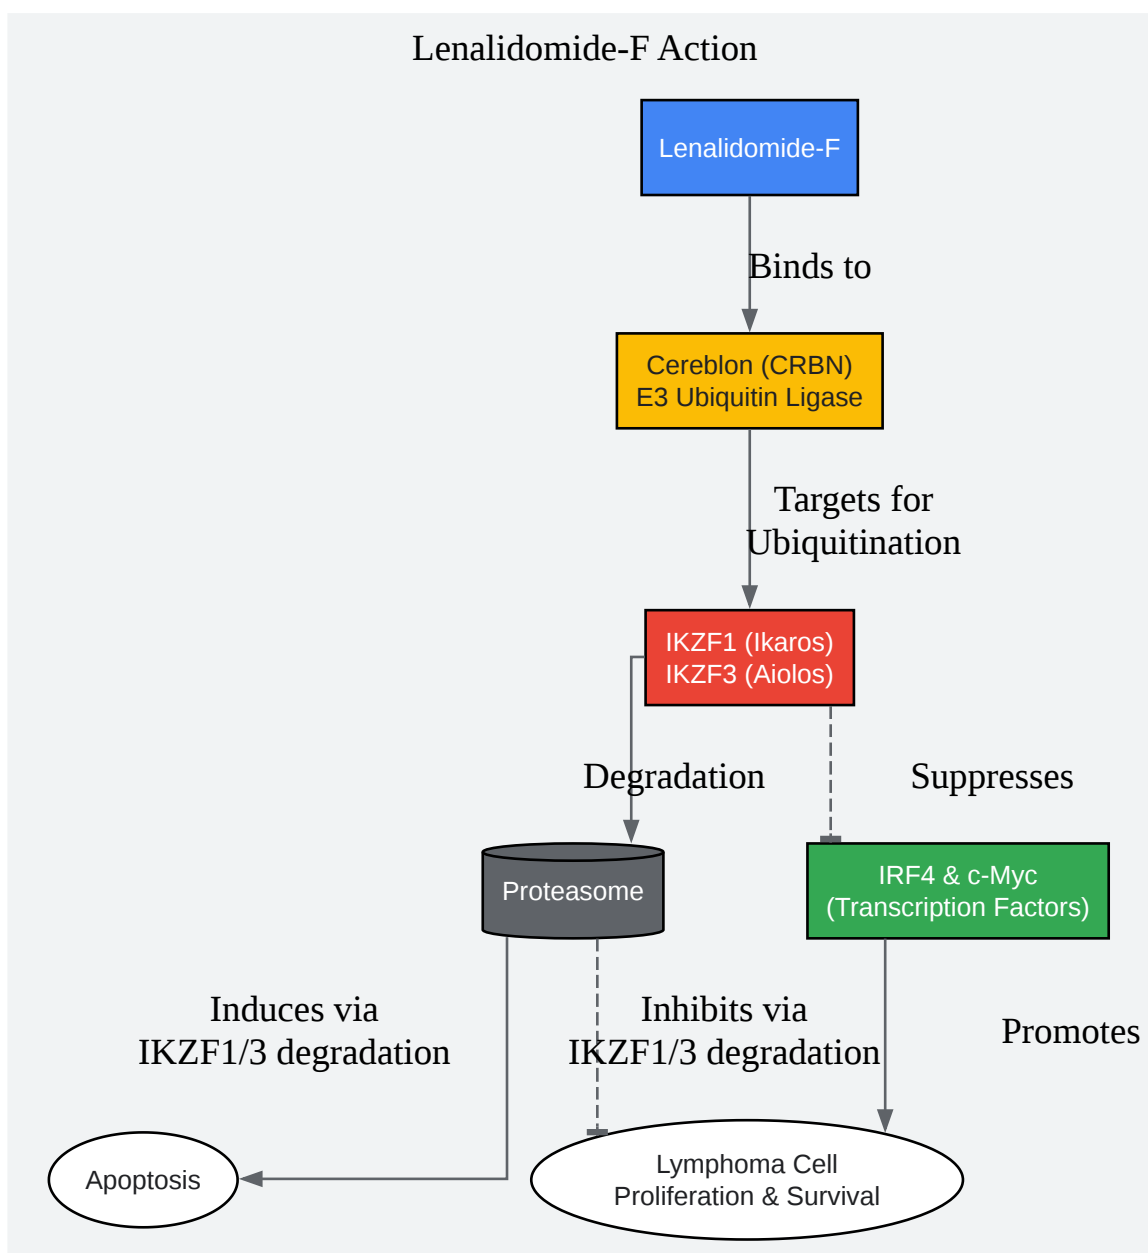 Lenalidomide-F Action
Lenalidomide-F
Binds to
Cereblon (CRBN)
E3 Ubiquitin Ligase
Targets for
Ubiquitination
IKZF1 (Ikaros)
IKZF3 (Aiolos)
Degradation
Suppresses
Proteasome
IRF4 & c-Myc
(Transcription Factors)
Induces via
IKZF1/3 degradation
Inhibits via
IKZF1/3 degradation
Promotes
Apoptosis
Lymphoma Cell
Proliferation & Survival